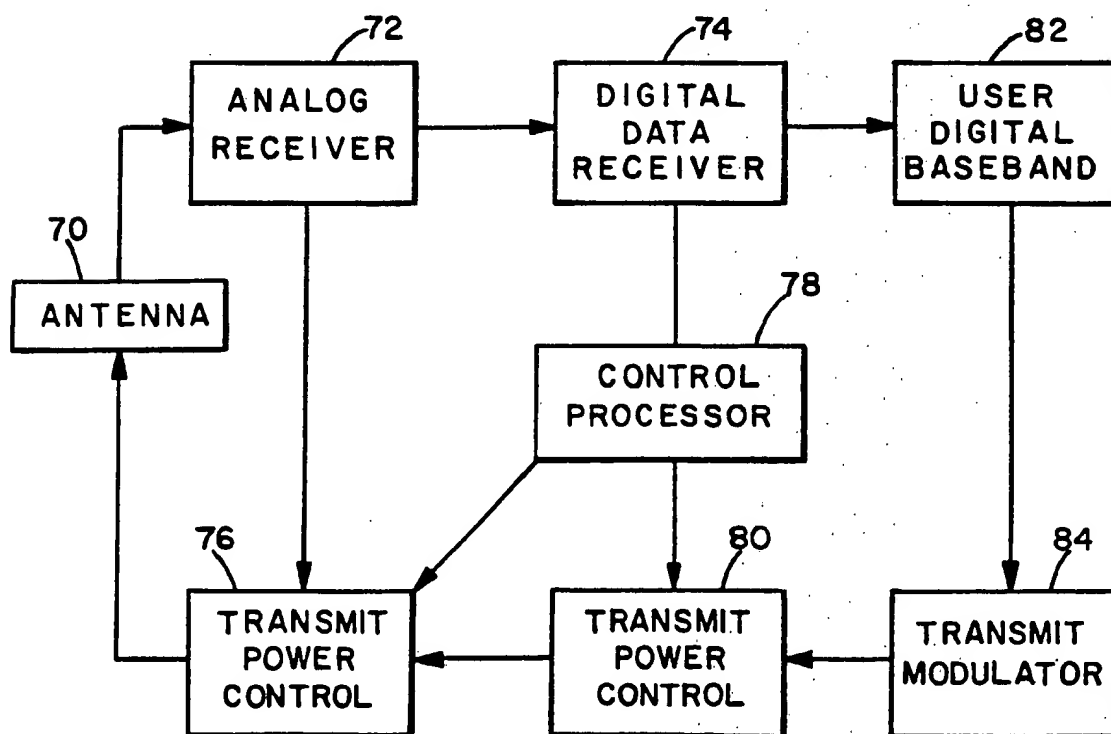 72
74
82
ANALOG
RECEIVER
DIGITAL
DATA
RECEIVER
USER
DIGITAL
BASEBAND
70
ANTENNA
78
CONTROL
PROCESSOR
76
80
84
TRANSMIT
POWER
CONTROL
TRANSMIT
POWER
CONTROL
TRANSMIT
MODULATOR